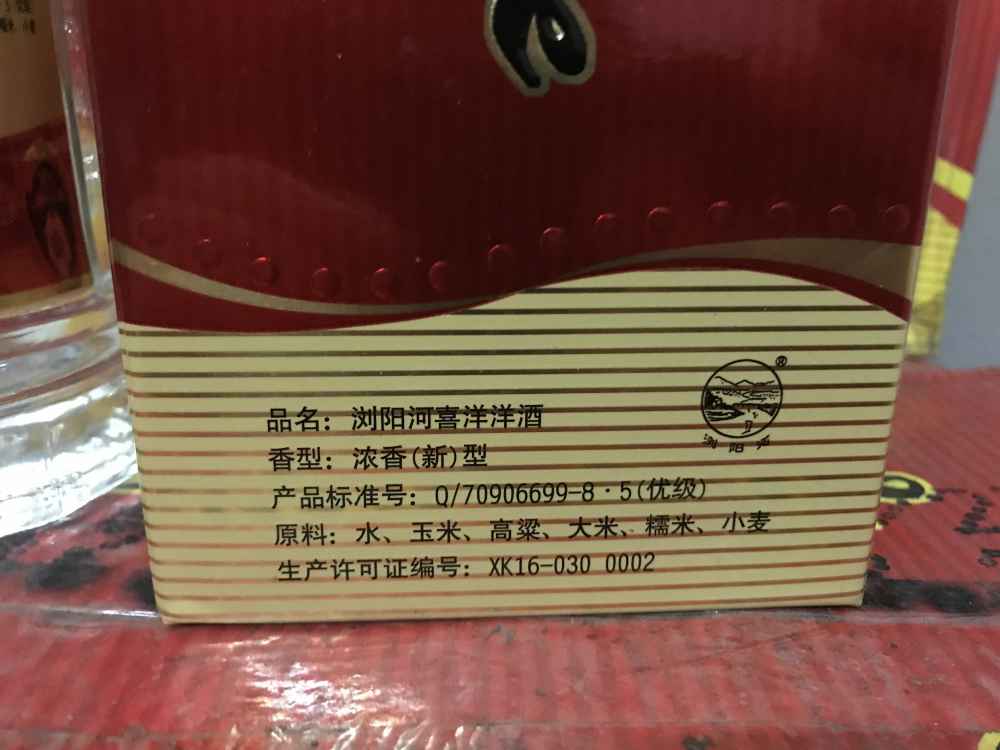 品名：浏阳河喜洋洋酒
香型：浓香(新)型
产品标准号：Q/70906699-8·5(优级)
原料：水、玉米、高粱、大米、糯米、小麦
生产许可证编号：XK16-030 0002
®
浏阳河